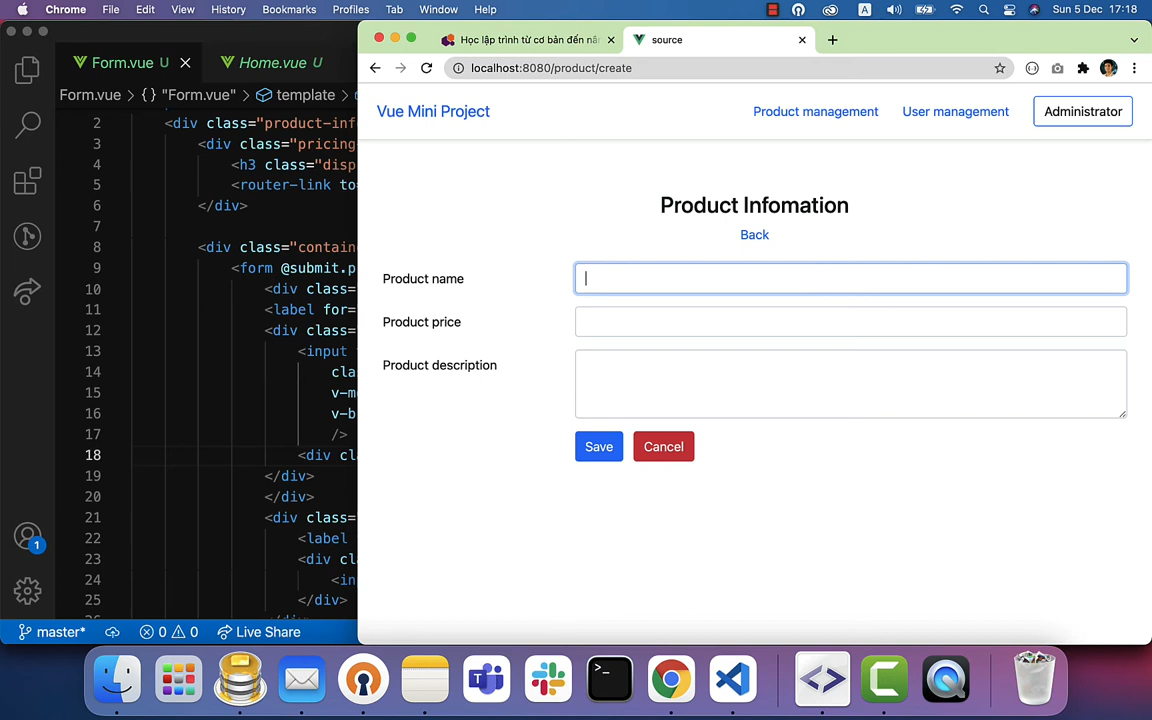 Chrome File Edit View History Bookmarks Profiles Tab Window Help A Sun 5 Dec 17:18
Form.vue U Home.vue U
Form.vue > {} "Form.vue" > template >
2 <div class="product-inf
3 <div class="pricing-
4 <h3 class="disp
5 <router-link to=
6 </div>
7
8 <div class="contain
9 <form @submit.p
10 <div class=
11 <label for=
12 <div class=
13 <input
14 cla
15 v-m
16 v-b
17 />
18 <div cl
19 </div>
20 </div>
21 <div class=
22 <label
23 <div cl
24 <in
25 </div>
master* 0 0 Live Share
1
Học lập trình từ cơ bản đến nân
source
localhost:8080/product/create
Vue Mini Project
Product management User management Administrator
Product Infomation
Back
Product name
Product price
Product description
Save Cancel